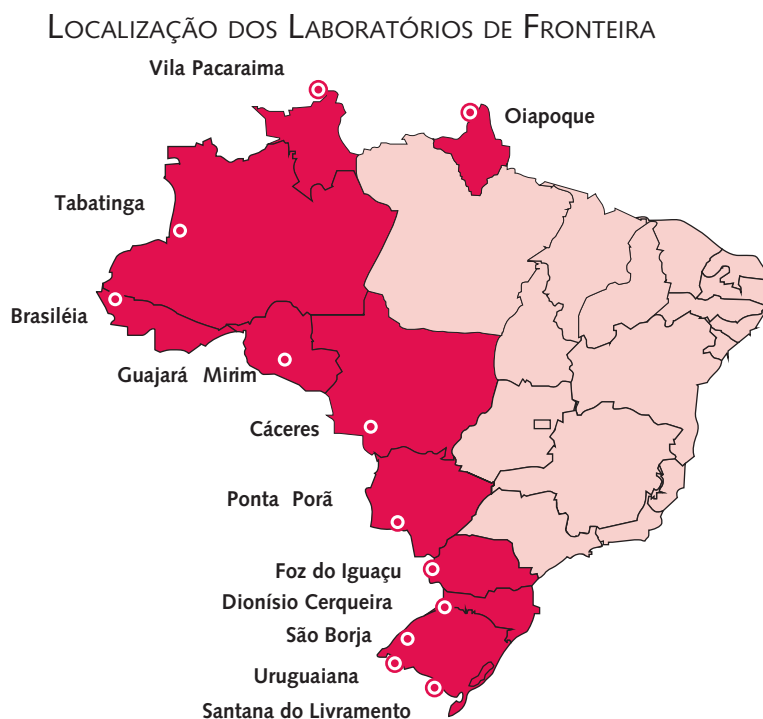 LOCALIZAÇÃO DOS LABORATÓRIOS DE FRONTEIRA
Vila Pacaraima
Oiapoque
Tabatinga
Brasiléia
Guajará Mirim
Cáceres
Ponta Porã
Foz do Iguaçu
Dionísio Cerqueira
São Borja
Uruguaiana
Santana do Livramento